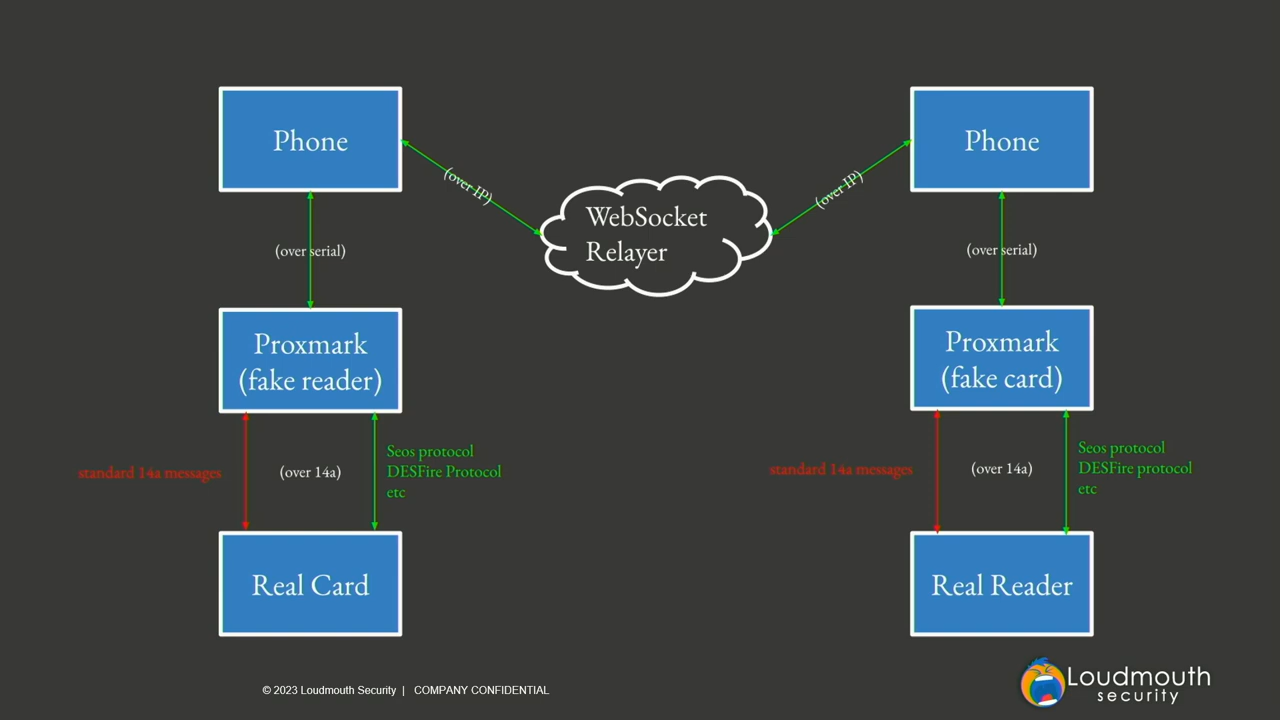 Phone
Phone
(over IP)
(over IP)
WebSocket
Relayer
(over serial)
(over serial)
Proxmark
(fake reader)
Proxmark
(fake card)
standard 14a messages
(over 14a)
Seos protocol
DESFire Protocol
etc
standard 14a messages
(over 14a)
Seos protocol
DESFire protocol
etc
Real Card
Real Reader
© 2023 Loudmouth Security | COMPANY CONFIDENTIAL
Loudmouth
security